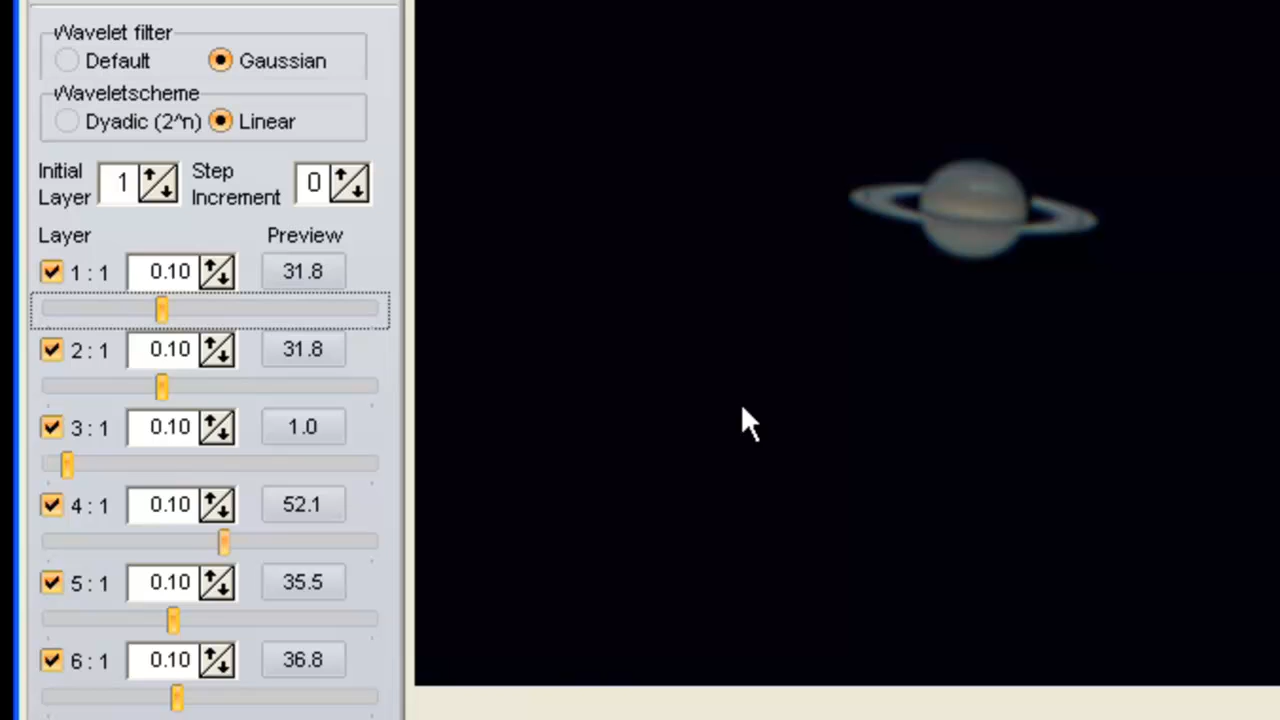 Wavelet filter
Default Gaussian
Waveletscheme
Dyadic (2^n) Linear
Initial Layer 1 Step Increment 0
Layer Preview
1 : 1 0.10 31.8
2 : 1 0.10 31.8
3 : 1 0.10 1.0
4 : 1 0.10 52.1
5 : 1 0.10 35.5
6 : 1 0.10 36.8